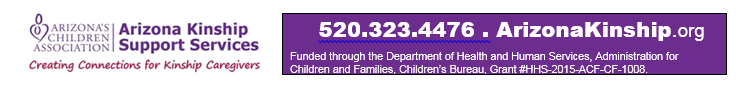 ARIZONA'S
CHILDREN
ASSOCIATION
Arizona Kinship
Support Services
Creating Connections for Kinship Caregivers
520.323.4476 . ArizonaKinship.org
Funded through the Department of Health and Human Services, Administration for
Children and Families, Children's Bureau, Grant #HHS-2015-ACF-CF-1008.